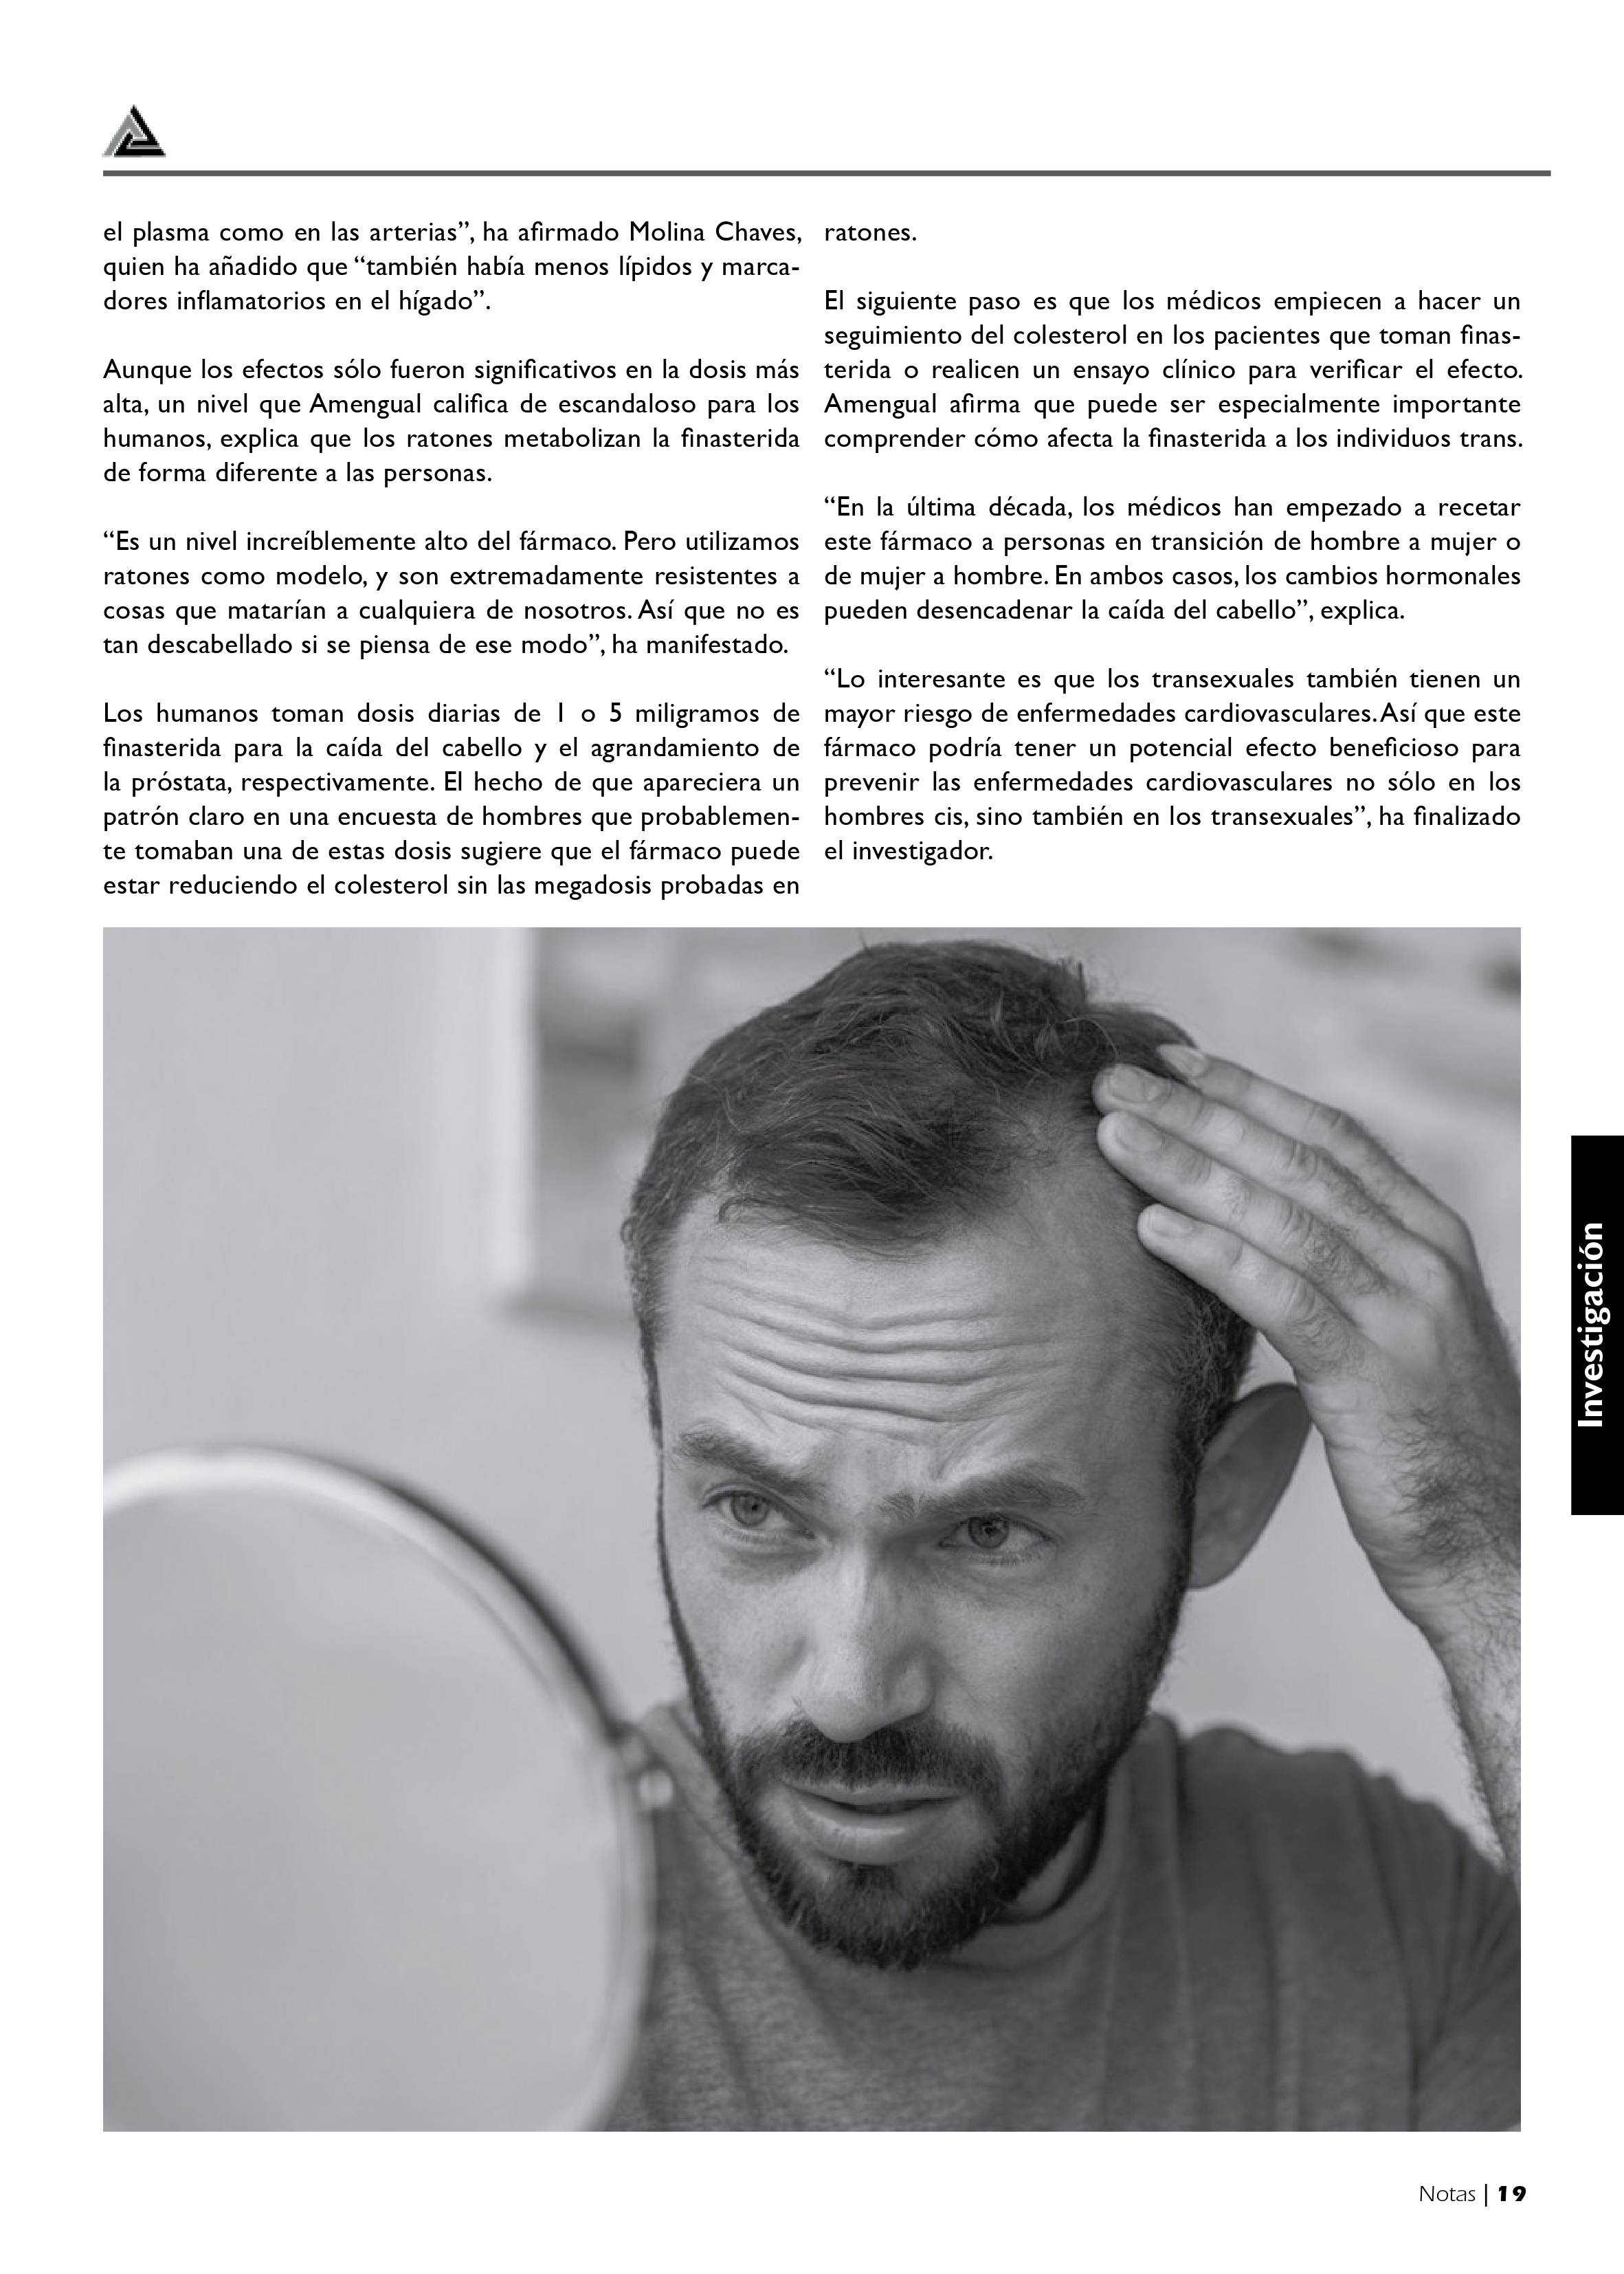 el plasma como en las arterias”, ha afirmado Molina Chaves,
quien ha añadido que “también había menos lípidos y marca-
dores inflamatorios en el hígado”.
Aunque los efectos sólo fueron significativos en la dosis más
alta, un nivel que Amengual califica de escandaloso para los
humanos, explica que los ratones metabolizan la finasterida
de forma diferente a las personas.
“Es un nivel increíblemente alto del fármaco. Pero utilizamos
ratones como modelo, y son extremadamente resistentes a
cosas que matarían a cualquiera de nosotros. Así que no es
tan descabellado si se piensa de ese modo”, ha manifestado.
Los humanos toman dosis diarias de 1 o 5 miligramos de
finasterida para la caída del cabello y el agrandamiento de
la próstata, respectivamente. El hecho de que apareciera un
patrón claro en una encuesta de hombres que probablemen-
te tomaban una de estas dosis sugiere que el fármaco puede
estar reduciendo el colesterol sin las megadosis probadas en
ratones.
El siguiente paso es que los médicos empiecen a hacer un
seguimiento del colesterol en los pacientes que toman finas-
terida o realicen un ensayo clínico para verificar el efecto.
Amengual afirma que puede ser especialmente importante
comprender cómo afecta la finasterida a los individuos trans.
“En la última década, los médicos han empezado a recetar
este fármaco a personas en transición de hombre a mujer o
de mujer a hombre. En ambos casos, los cambios hormonales
pueden desencadenar la caída del cabello”, explica.
“Lo interesante es que los transexuales también tienen un
mayor riesgo de enfermedades cardiovasculares. Así que este
fármaco podría tener un potencial efecto beneficioso para
prevenir las enfermedades cardiovasculares no sólo en los
hombres cis, sino también en los transexuales”, ha finalizado
el investigador.
Investigación
Notas | 19